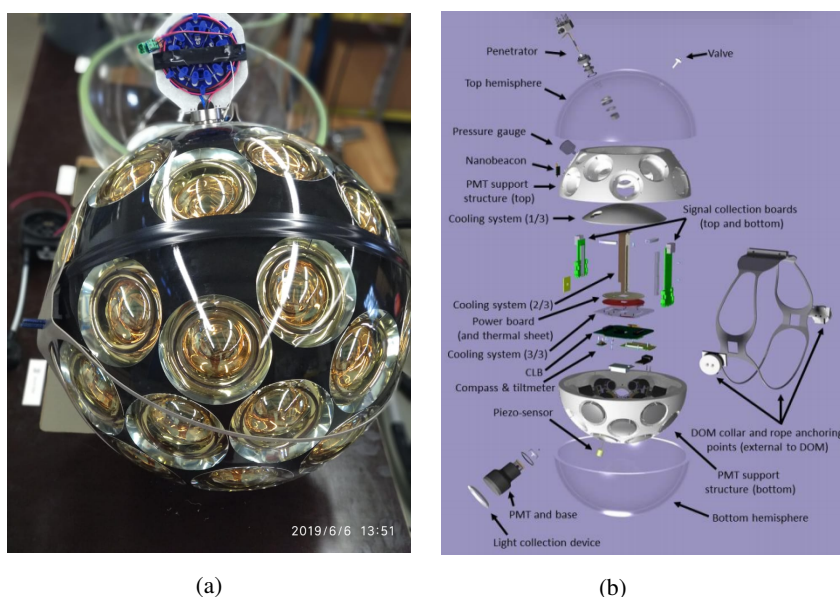 2019/6/6 13:51
(a)
Penetrator
Valve
Top hemisphere
Pressure gauge
Nanobeacon
PMT support
structure (top)
Cooling system (1/3)
Signal collection boards
(top and bottom)
Cooling system (2/3)
Power board
(and thermal sheet)
Cooling system (3/3)
CLB
Compass & tiltmeter
Piezo-sensor
DOM collar and rope anchoring
points (external to DOM)
PMT support
structure (bottom)
PMT and base
Bottom hemisphere
Light collection device
(b)